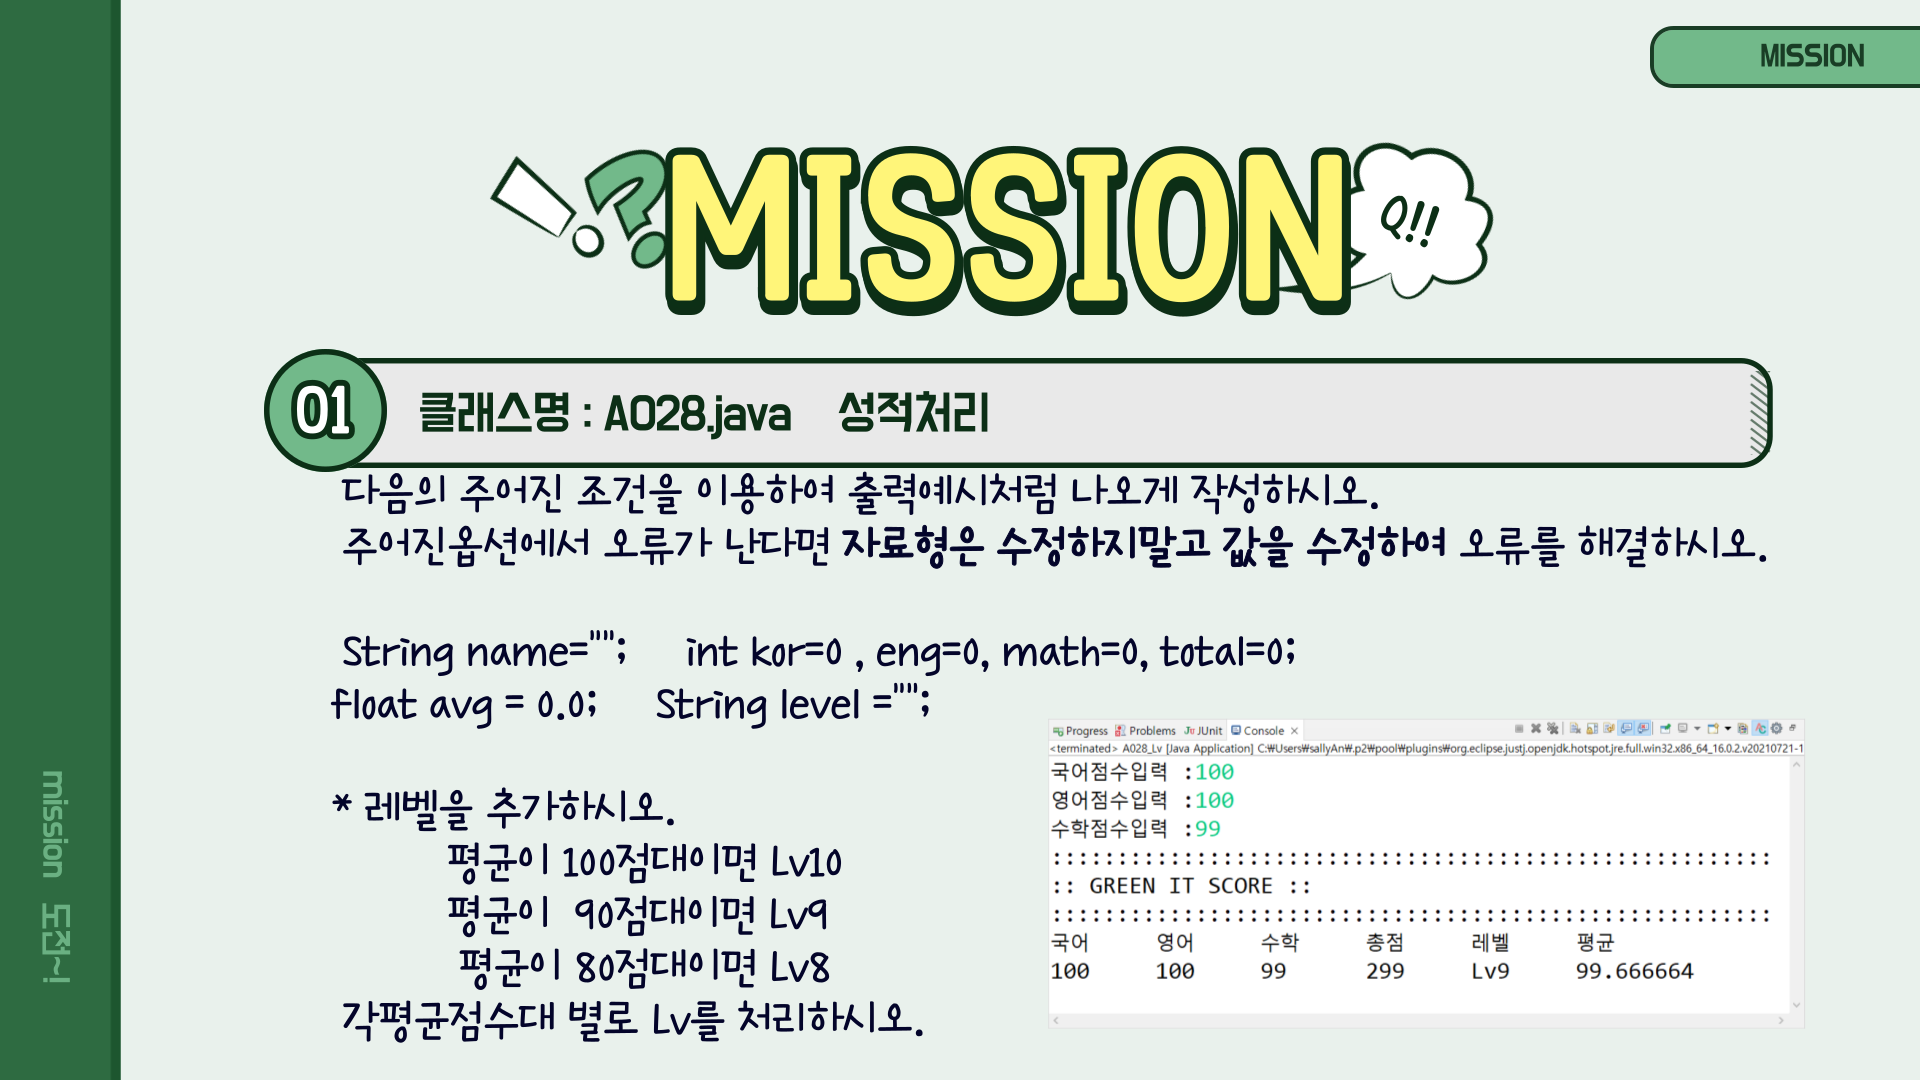 MISSION
MISSION
Q!!
01 클래스명 : A028.java 성적처리
다음의 주어진 조건을 이용하여 출력예시처럼 나오게 작성하시오.
주어진옵션에서 오류가 난다면 자료형은 수정하지말고 값을 수정하여 오류를 해결하시오.
String name=""; int kor=0 , eng=0, math=0, total=0;
float avg = 0.0; String level ="";
* 레벨을 추가하시오.
평균이 100점대이면 Lv10
평균이 90점대이면 Lv9
평균이 80점대이면 Lv8
각평균점수대 별로 Lv를 처리하시오.
Progress Problems JUnit Console
<terminated> A028_Lv [Java Application] C:₩Users₩sallyAn₩.p2₩pool₩plugins₩org.eclipse.justj.openjdk.hotspot.jre.full.win32.x86_64_16.0.2.v20210721-1
국어점수입력 :100
영어점수입력 :100
수학점수입력 :99
::::::::::::::::::::::::::::::::::::::::::::::::::::::::
:: GREEN IT SCORE ::
::::::::::::::::::::::::::::::::::::::::::::::::::::::::
국어 영어 수학 총점 레벨 평균
100 100 99 299 Lv9 99.666664
mission 도전~!